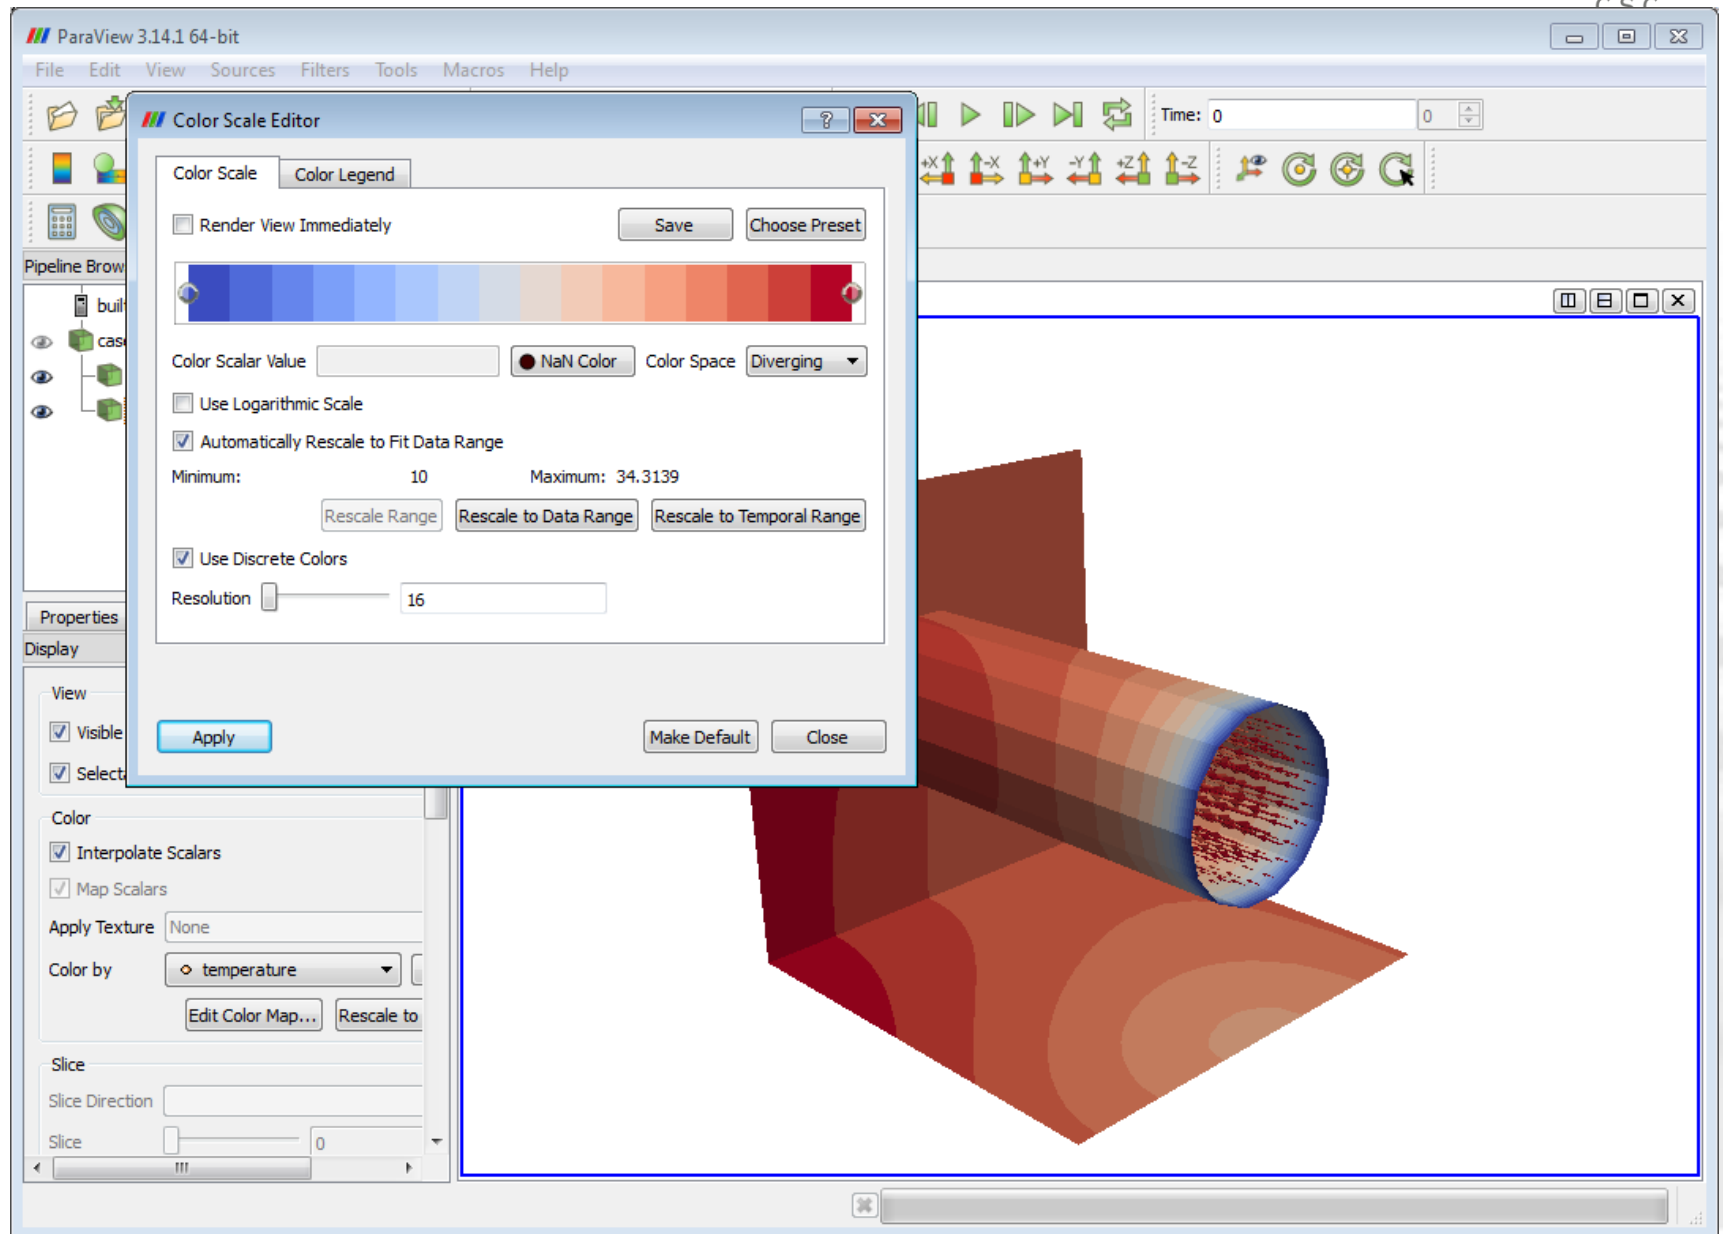 CSC
ParaView 3.14.1 64-bit
File Edit View Sources Filters Tools Macros Help
Color Scale Editor
Time: 0 0
+X -X +Y -Y +Z -Z
Color Scale Color Legend
Render View Immediately Save Choose Preset
Pipeline Brow
buil
cas
Color Scalar Value NaN Color Color Space Diverging
Use Logarithmic Scale
Automatically Rescale to Fit Data Range
Minimum: 10 Maximum: 34.3139
Rescale Range Rescale to Data Range Rescale to Temporal Range
Use Discrete Colors
Resolution 16
Properties
Display
View
Visible
Selecta
Apply Make Default Close
Color
Interpolate Scalars
Map Scalars
Apply Texture None
Color by temperature
Edit Color Map... Rescale to
Slice
Slice Direction
Slice 0